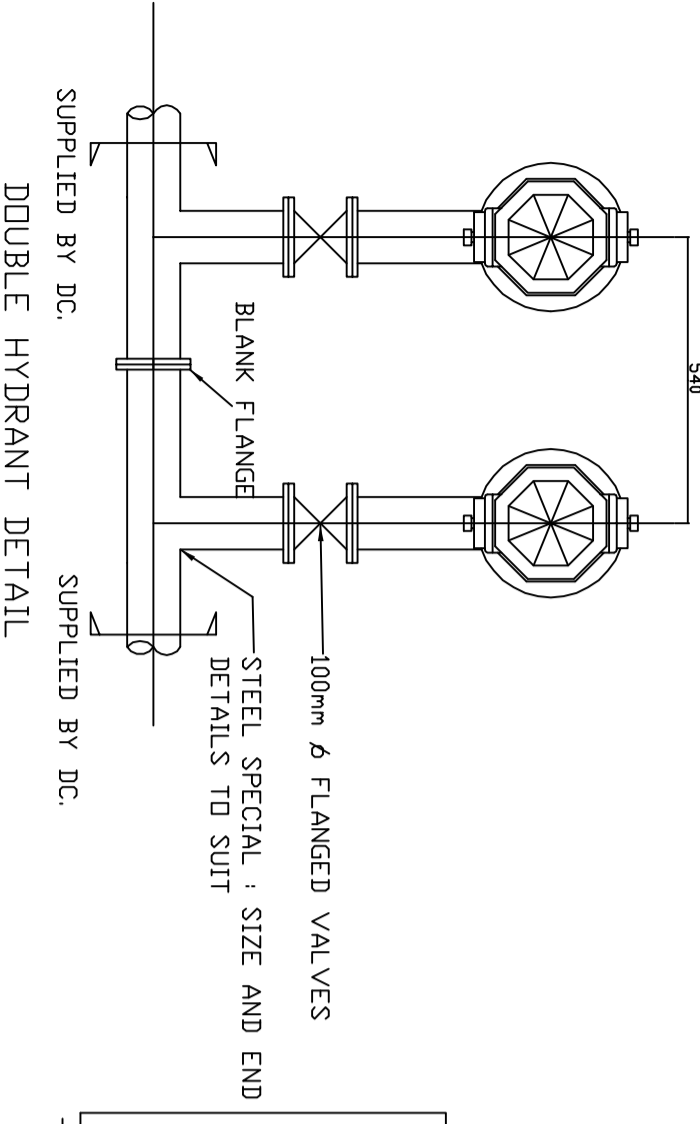 540
BLANK FLANGE
100mm ⌀ FLANGED VALVES
STEEL SPECIAL : SIZE AND END
DETAILS TO SUIT
SUPPLIED BY DC.
SUPPLIED BY DC.
DOUBLE HYDRANT DETAIL